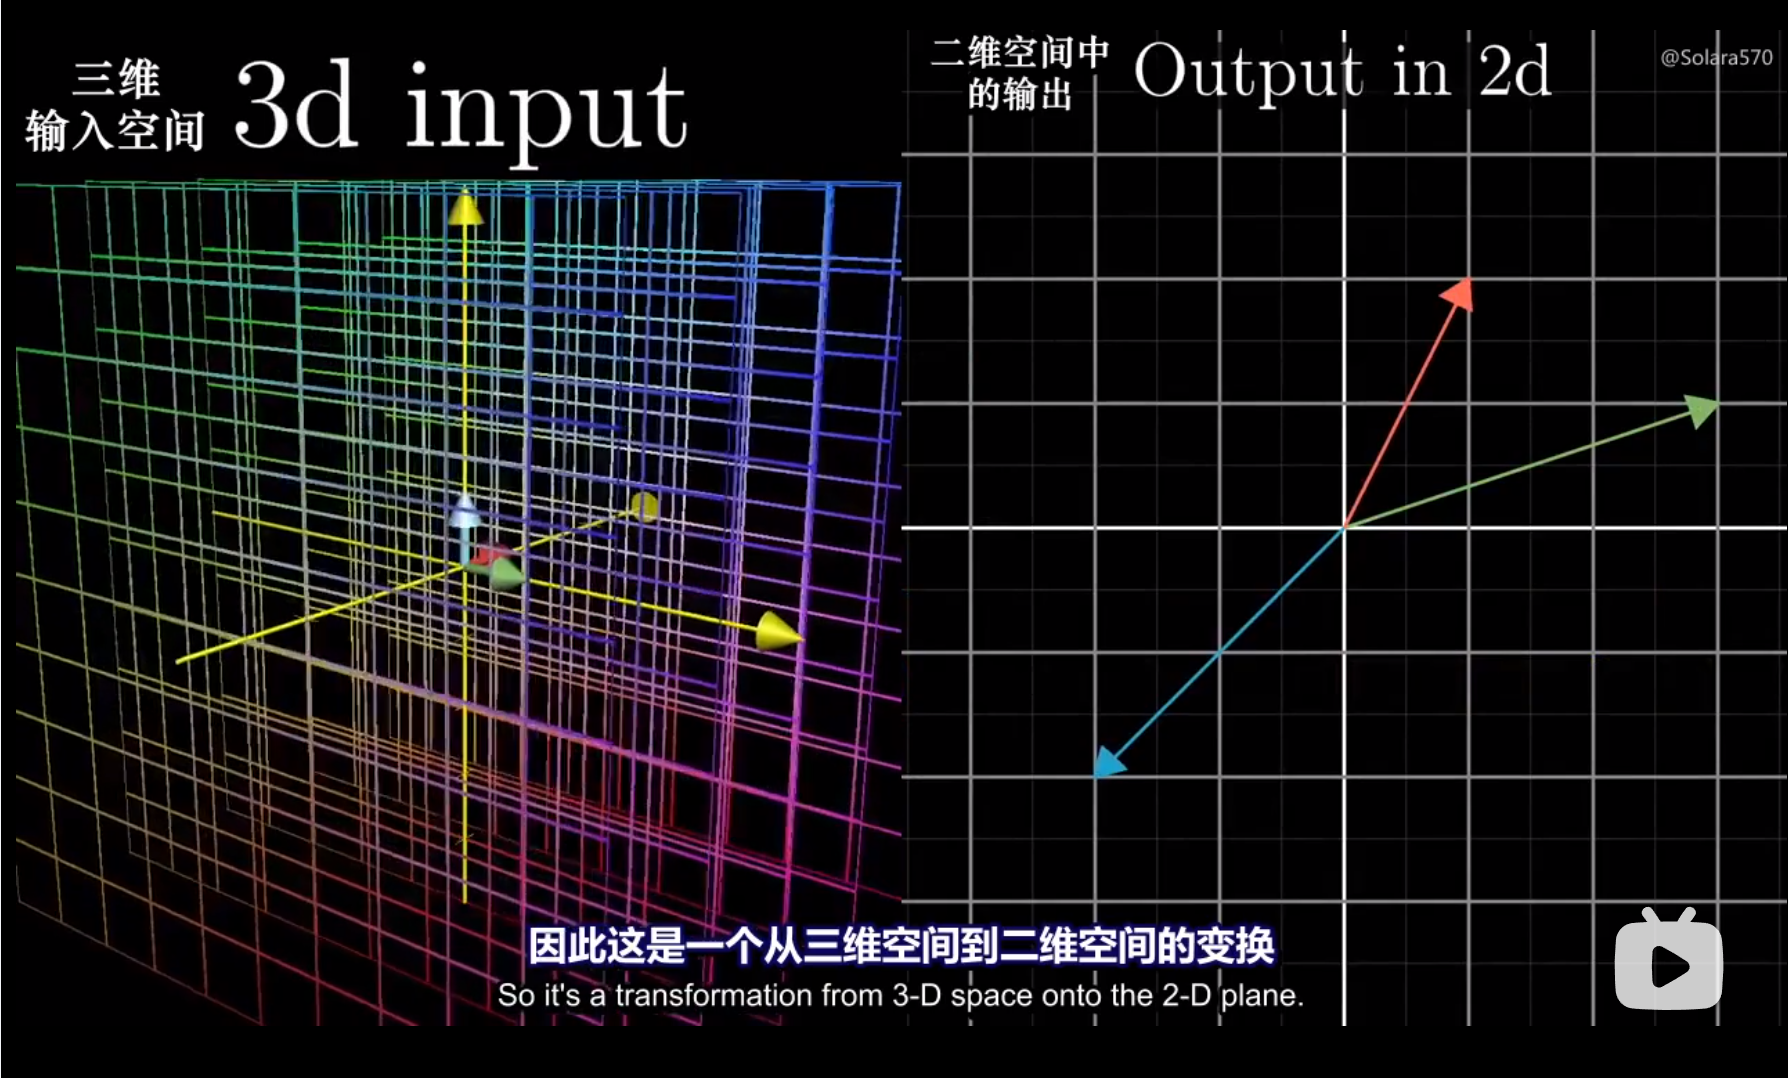 三维
输入空间
3d input
二维空间中
的输出
Output in 2d
@Solara570
因此这是一个从三维空间到二维空间的变换
So it's a transformation from 3-D space onto the 2-D plane.